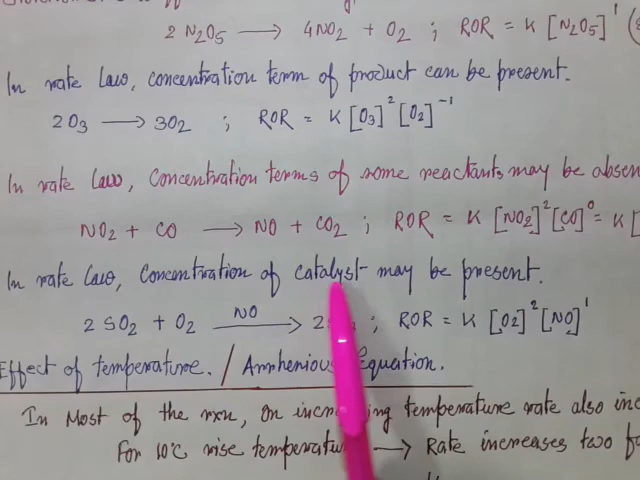 2 N₂O₅ ⟶ 4NO₂ + O₂ ; ROR = K [N₂O₅]¹
In rate law, concentration term of product can be present.
2O₃ ⟶ 3O₂ ; ROR = K [O₃]² [O₂]⁻¹
In rate law, concentration terms of some reactants may be absen
NO₂ + CO ⟶ NO + CO₂ ; ROR = K [NO₂]² [CO]⁰ = K [
In rate law, concentration of catalyst may be present.
2 SO₂ + O₂ —NO⟶ 2 ; ROR = K [O₂]² [NO]¹
Effect of temperature. / Arrhenious Equation.
In Most of the rxn, On increasing temperature rate also inc
For 10°C rise temperature ⟶ Rate increases two fo